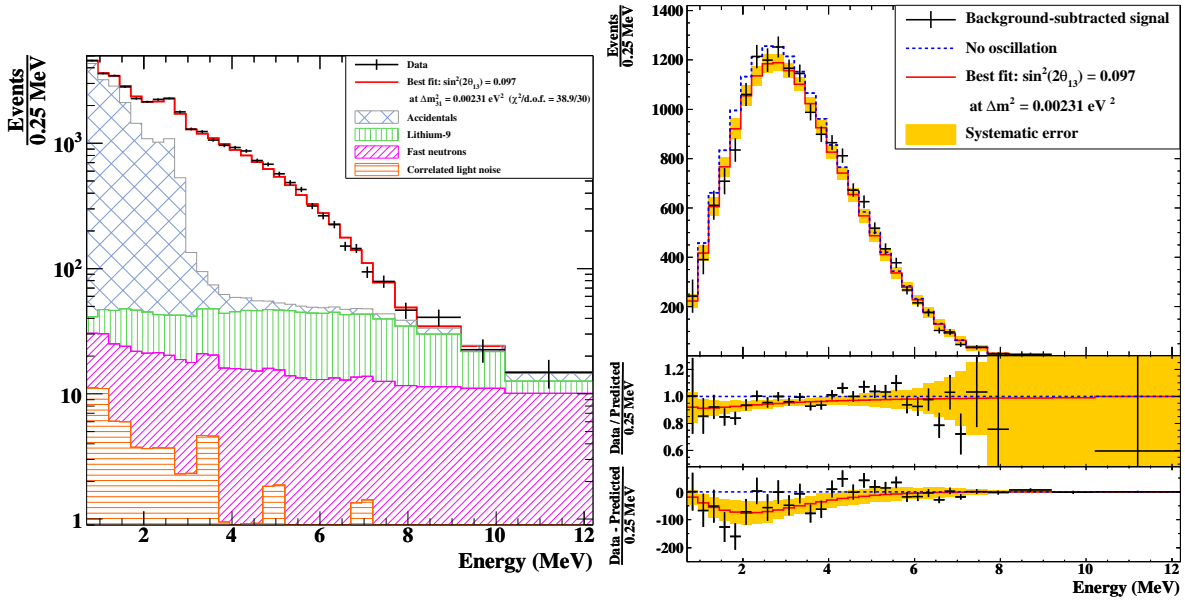 Events
0.25 MeV
10³
10²
10
1
Data
Best fit: sin²(2θ₁₃) = 0.097
at Δm²₃₁ = 0.00231 eV² (χ²/d.o.f. = 38.9/30)
Accidentals
Lithium-9
Fast neutrons
Correlated light noise
2 4 6 8 10 12
Energy (MeV)
Events
0.25 MeV
1400
1200
1000
800
600
400
200
Background-subtracted signal
No oscillation
Best fit: sin²(2θ₁₃) = 0.097
at Δm² = 0.00231 eV²
Systematic error
Data / Predicted
0.25 MeV
1.2
1.0
0.8
0.6
Data - Predicted
0.25 MeV
0
-100
-200
2 4 6 8 10 12
Energy (MeV)